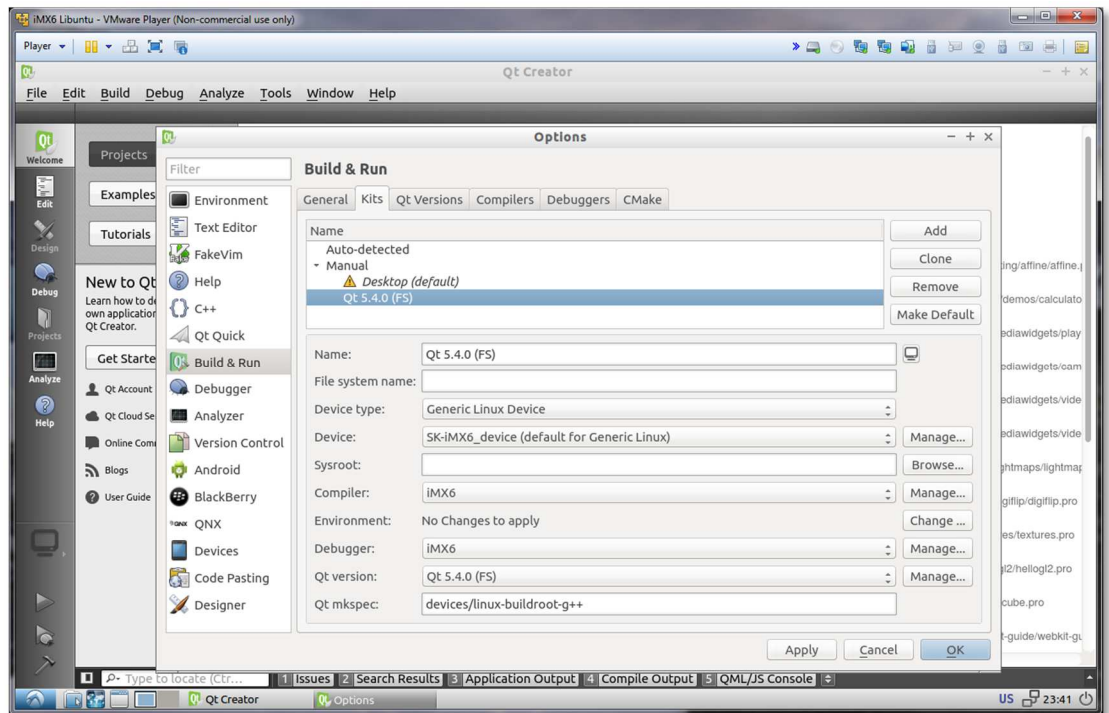 iMX6 Libuntu - VMware Player (Non-commercial use only)
Player
Qt Creator
File Edit Build Debug Analyze Tools Window Help
Welcome
Edit
Design
Debug
Projects
Analyze
Help
Projects
Examples
Tutorials
New to Qt
Learn how to de
own application
Qt Creator.
Get Starte
Qt Account
Qt Cloud Se
Online Comm
Blogs
User Guide
Options
Filter
Environment
Text Editor
FakeVim
Help
C++
Qt Quick
Build & Run
Debugger
Analyzer
Version Control
Android
BlackBerry
QNX QNX
Devices
Code Pasting
Designer
Build & Run
General Kits Qt Versions Compilers Debuggers CMake
Name
Auto-detected
Manual
Desktop (default)
Qt 5.4.0 (FS)
Add
Clone
Remove
Make Default
Name: Qt 5.4.0 (FS)
File system name:
Device type: Generic Linux Device
Device: SK-iMX6_device (default for Generic Linux) Manage...
Sysroot: Browse...
Compiler: iMX6 Manage...
Environment: No Changes to apply Change ...
Debugger: iMX6 Manage...
Qt version: Qt 5.4.0 (FS) Manage...
Qt mkspec: devices/linux-buildroot-g++
Apply Cancel OK
ing/affine/affine.p
demos/calculato
ediawidgets/play
ediawidgets/cam
ediawidgets/vide
ediawidgets/vide
ghtmaps/lightmap
giflip/digiflip.pro
es/textures.pro
gl2/hellogl2.pro
cube.pro
t-guide/webkit-gu
Type to locate (Ctr... 1 Issues 2 Search Results 3 Application Output 4 Compile Output 5 QML/JS Console
Qt Creator Options US 23:41